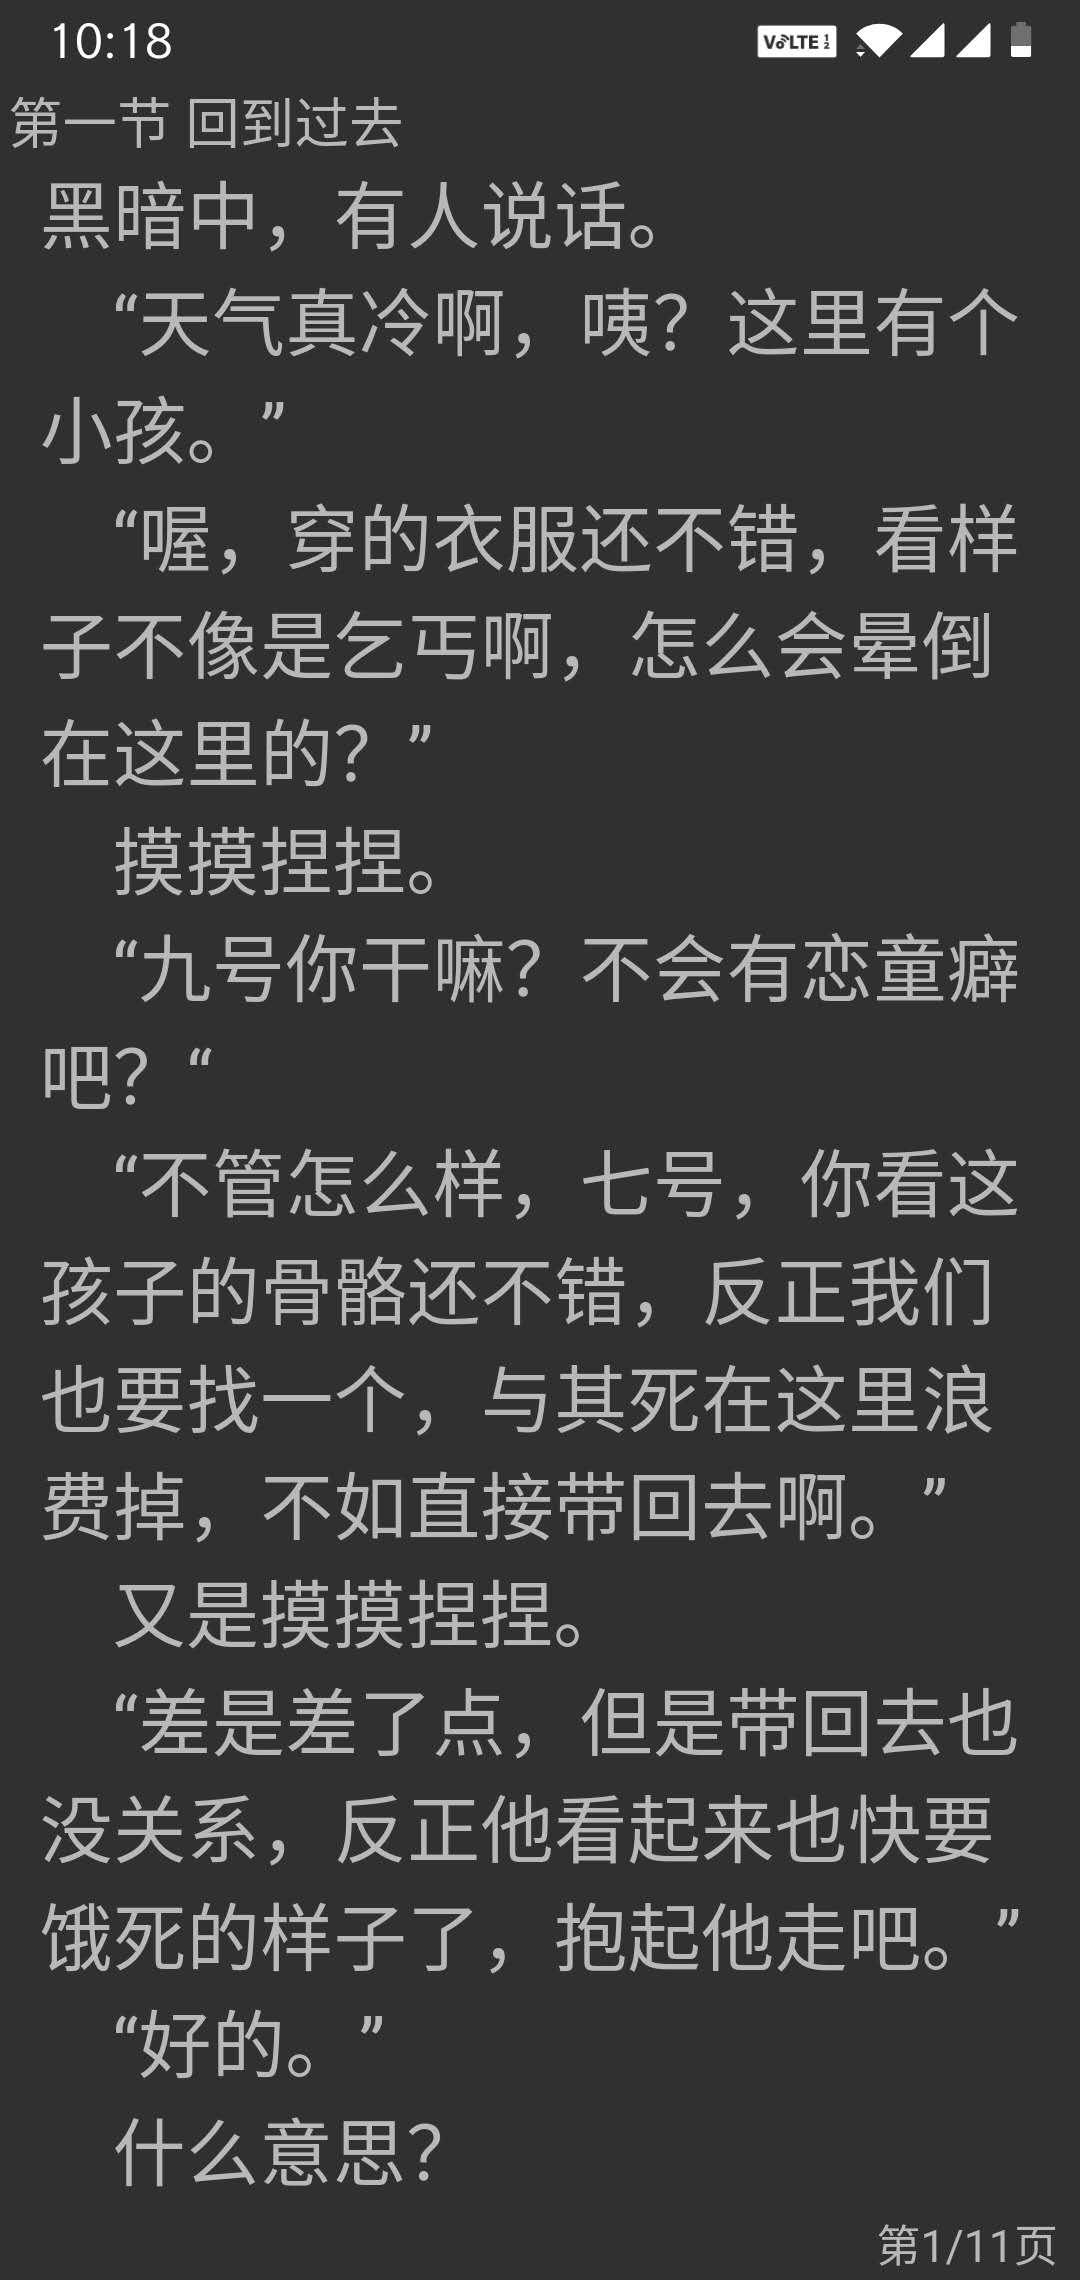 10:18
VoLTE 1 2
第一节 回到过去
黑暗中，有人说话。
“天气真冷啊，咦？这里有个
小孩。”
“喔，穿的衣服还不错，看样
子不像是乞丐啊，怎么会晕倒
在这里的？”
摸摸捏捏。
“九号你干嘛？不会有恋童癖
吧？“
“不管怎么样，七号，你看这
孩子的骨骼还不错，反正我们
也要找一个，与其死在这里浪
费掉，不如直接带回去啊。”
又是摸摸捏捏。
“差是差了点，但是带回去也
没关系，反正他看起来也快要
饿死的样子了，抱起他走吧。”
“好的。”
什么意思？
第1/11页